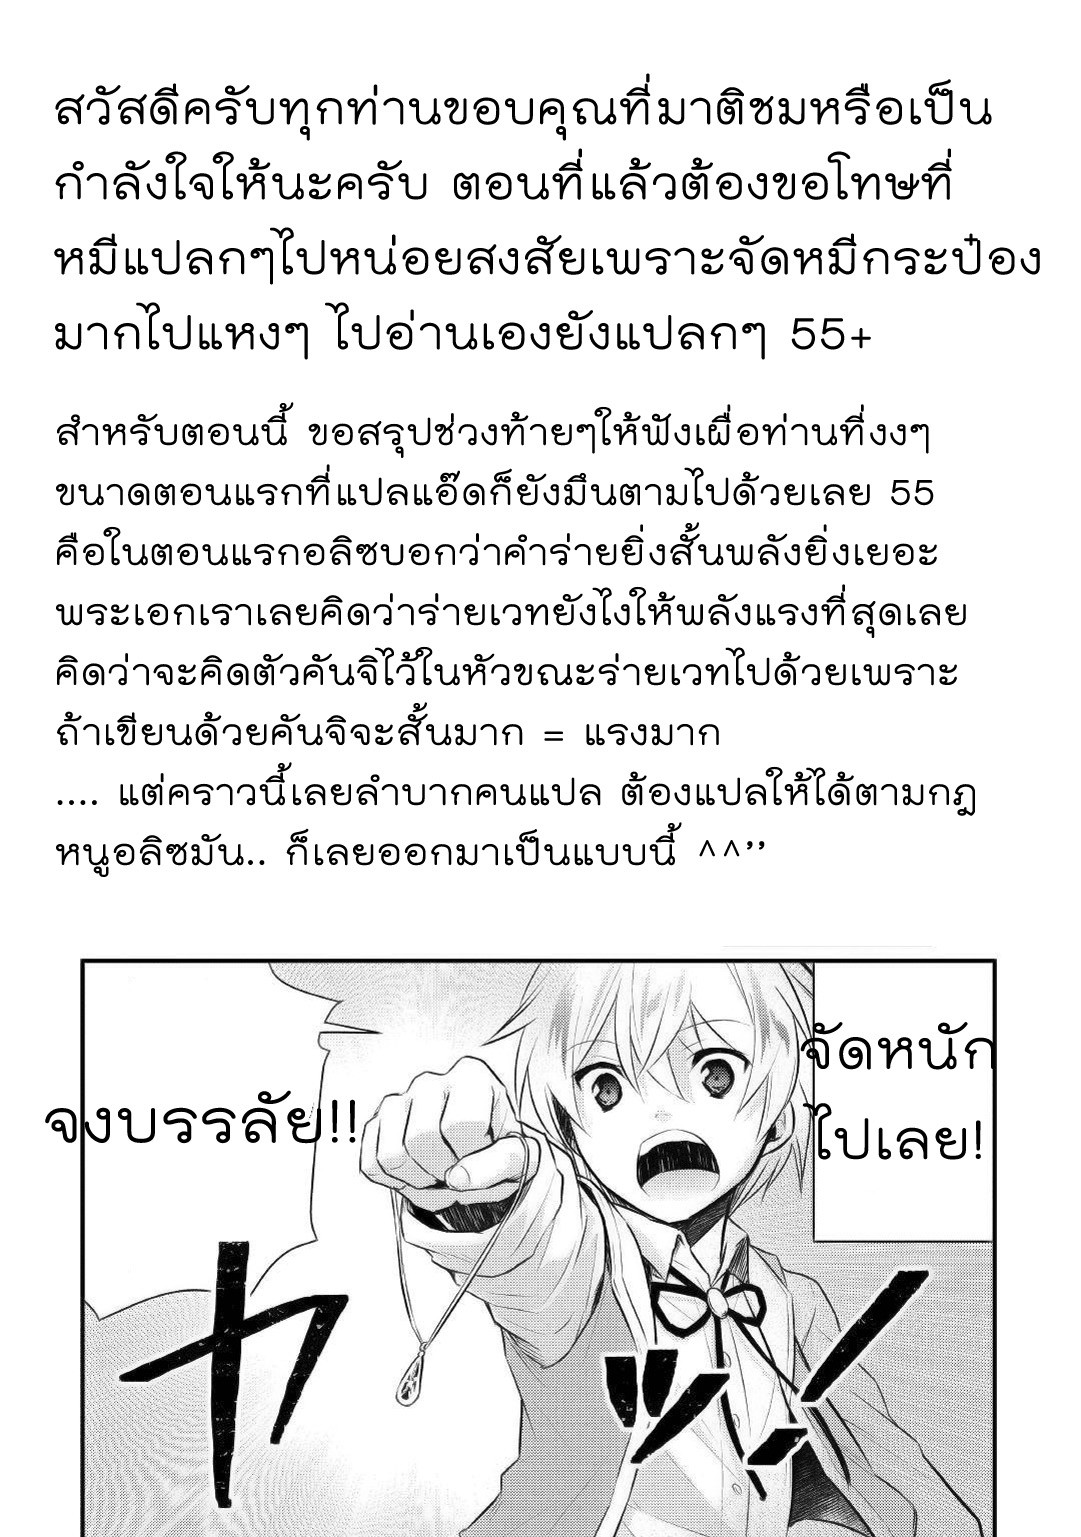 สวัสดีครับทุกท่านขอบคุณที่มาติชมหรือเป็น
กำลังใจให้นะครับ ตอนที่แล้วต้องขอโทษที่
หมีแปลกๆไปหน่อยสงสัยเพราะจัดหมีกระป๋อง
มากไปแหงๆ ไปอ่านเองยังแปลกๆ 55+
สำหรับตอนนี้ ขอสรุปช่วงท้ายๆให้ฟังเผื่อท่านที่งงๆ
ขนาดตอนแรกที่แปลแอ๊ดก็ยังมึนตามไปด้วยเลย 55
คือในตอนแรกอลิซบอกว่าคำร่ายยิ่งสั้นพลังยิ่งเยอะ
พระเอกเราเลยคิดว่าร่ายเวทยังไงให้พลังแรงที่สุดเลย
คิดว่าจะคิดตัวคันจิไว้ในหัวขณะร่ายเวทไปด้วยเพราะ
ถ้าเขียนด้วยคันจิจะสั้นมาก = แรงมาก
.... แต่คราวนี้เลยลำบากคนแปล ต้องแปลให้ได้ตามกฎ
หนูอลิซมัน.. ก็เลยออกมาเป็นแบบนี้ ^^''
จัดหนัก
ไปเลย!
จงบรรลัย!!
カッ